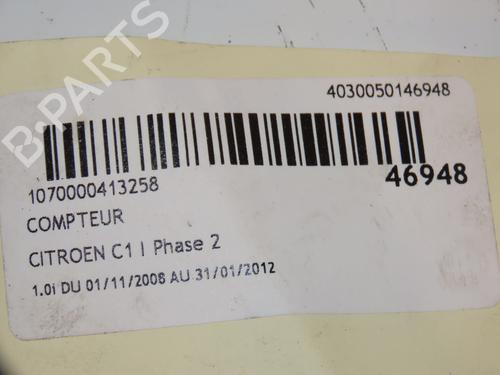 B-PARTS
4030050146948
1070000413258
46948
COMPTEUR
CITROEN C1 I Phase 2
1.0i DU 01/11/2008 AU 31/01/2012